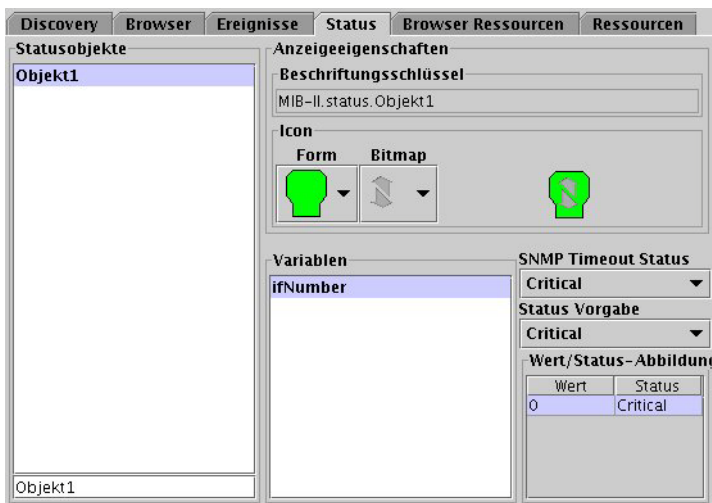 Discovery Browser Ereignisse Status Browser Ressourcen Ressourcen
Statusobjekte
Objekt1
Objekt1
Anzeigeeigenschaften
Beschriftungsschlüssel
MIB-II.status.Objekt1
Icon
Form Bitmap
Variablen
ifNumber
SNMP Timeout Status
Critical
Status Vorgabe
Critical
Wert/Status-Abbildung
Wert Status
0 Critical